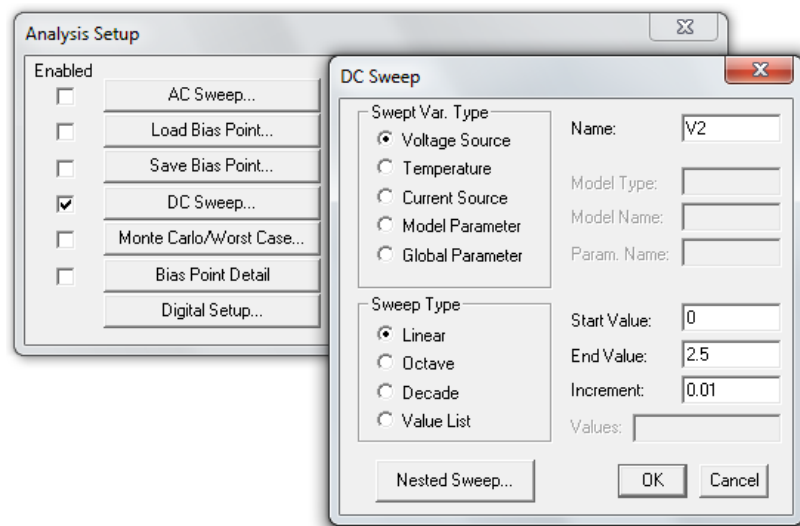 Analysis Setup
Enabled
AC Sweep...
Load Bias Point...
Save Bias Point...
DC Sweep...
Monte Carlo/Worst Case...
Bias Point Detail
Digital Setup...
DC Sweep
Swept Var. Type
Voltage Source
Temperature
Current Source
Model Parameter
Global Parameter
Name: V2
Model Type:
Model Name:
Param. Name:
Sweep Type
Linear
Octave
Decade
Value List
Start Value: 0
End Value: 2.5
Increment: 0.01
Values:
Nested Sweep...
OK
Cancel